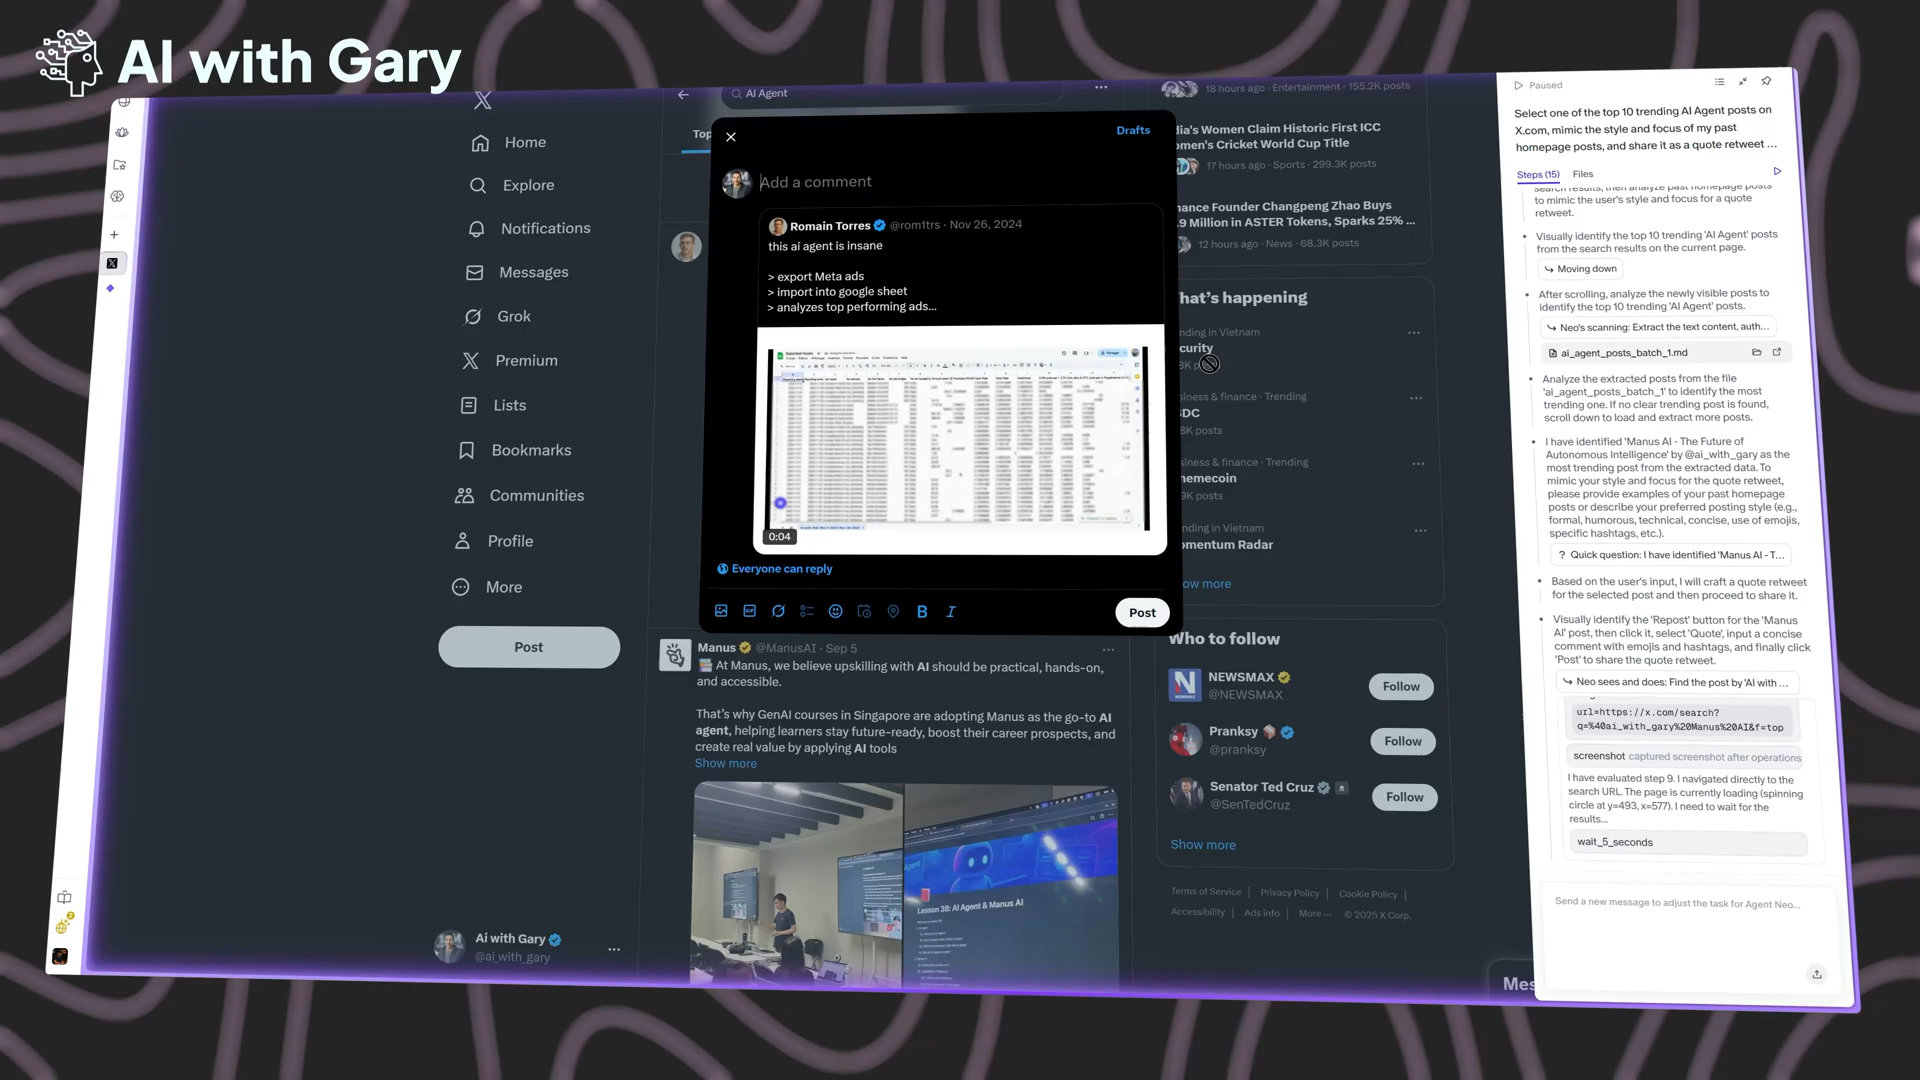 AI with Gary
Home
Explore
Notifications
Messages
Grok
Premium
Lists
Bookmarks
Communities
Profile
More
Post
Ai with Gary
@ai_with_gary
AI Agent
Top
Drafts
Add a comment
Romain Torres @rom1trs · Nov 26, 2024
this ai agent is insane
> export Meta ads
> import into google sheet
> analyzes top performing ads...
0:04
Everyone can reply
B I
Post
Manus @ManusAI · Sep 5
At Manus, we believe upskilling with AI should be practical, hands-on,
and accessible.
That's why GenAI courses in Singapore are adopting Manus as the go-to AI
agent, helping learners stay future-ready, boost their career prospects, and
create real value by applying AI tools
Show more
Lesson 3B: AI Agent & Manus AI
18 hours ago · Entertainment · 155.2K posts
dia's Women Claim Historic First ICC
omen's Cricket World Cup Title
17 hours ago · Sports · 299.3K posts
nance Founder Changpeng Zhao Buys
.9 Million in ASTER Tokens, Sparks 25% ...
12 hours ago · News · 68.3K posts
hat's happening
nding in Vietnam
curity
8K po
siness & finance · Trending
DC
8K posts
siness & finance · Trending
emecoin
9K posts
nding in Vietnam
omentum Radar
ow more
Who to follow
NEWSMAX
@NEWSMAX
Follow
Pranksy
@pranksy
Follow
Senator Ted Cruz
@SenTedCruz
Follow
Show more
Terms of Service | Privacy Policy | Cookie Policy |
Accessibility | Ads info | More ··· © 2025 X Corp.
Mes
Paused
Select one of the top 10 trending AI Agent posts on
X.com, mimic the style and focus of my past
homepage posts, and share it as a quote retweet ...
Steps (15) Files
search results, then analyze past homepage posts
to mimic the user's style and focus for a quote
retweet.
Visually identify the top 10 trending 'AI Agent' posts
from the search results on the current page.
Moving down
After scrolling, analyze the newly visible posts to
identify the top 10 trending 'AI Agent' posts.
Neo's scanning: Extract the text content, auth...
ai_agent_posts_batch_1.md
Analyze the extracted posts from the file
'ai_agent_posts_batch_1' to identify the most
trending one. If no clear trending post is found,
scroll down to load and extract more posts.
I have identified 'Manus AI - The Future of
Autonomous Intelligence' by @ai_with_gary as the
most trending post from the extracted data. To
mimic your style and focus for the quote retweet,
please provide examples of your past homepage
posts or describe your preferred posting style (e.g.,
formal, humorous, technical, concise, use of emojis,
specific hashtags, etc.).
? Quick question: I have identified 'Manus AI - T...
Based on the user's input, I will craft a quote retweet
for the selected post and then proceed to share it.
Visually identify the 'Repost' button for the 'Manus
AI' post, then click it, select 'Quote', input a concise
comment with emojis and hashtags, and finally click
'Post' to share the quote retweet.
Neo sees and does: Find the post by 'AI with ...
url=https://x.com/search?
q=%40ai_with_gary%20Manus%20AI&f=top
screenshot captured screenshot after operations
I have evaluated step 9. I navigated directly to the
search URL. The page is currently loading (spinning
circle at y=493, x=577). I need to wait for the
results...
wait_5_seconds
Send a new message to adjust the task for Agent Neo...